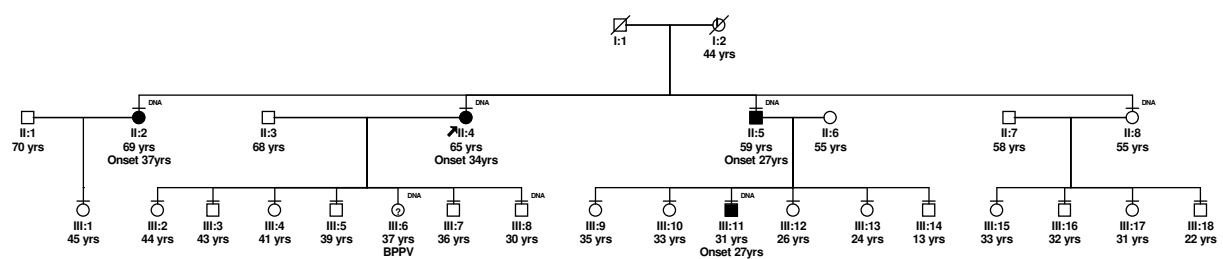 I:1 I:2
44 yrs
DNA DNA DNA DNA
II:1 II:2 II:3 II:4 II:5 II:6 II:7 II:8
70 yrs 69 yrs 68 yrs 65 yrs 59 yrs 55 yrs 58 yrs 55 yrs
Onset 37yrs Onset 34yrs Onset 27yrs
DNA DNA DNA
?
III:1 III:2 III:3 III:4 III:5 III:6 III:7 III:8 III:9 III:10 III:11 III:12 III:13 III:14 III:15 III:16 III:17 III:18
45 yrs 44 yrs 43 yrs 41 yrs 39 yrs 37 yrs 36 yrs 30 yrs 35 yrs 33 yrs 31 yrs 26 yrs 24 yrs 13 yrs 33 yrs 32 yrs 31 yrs 22 yrs
BPPV Onset 27yrs